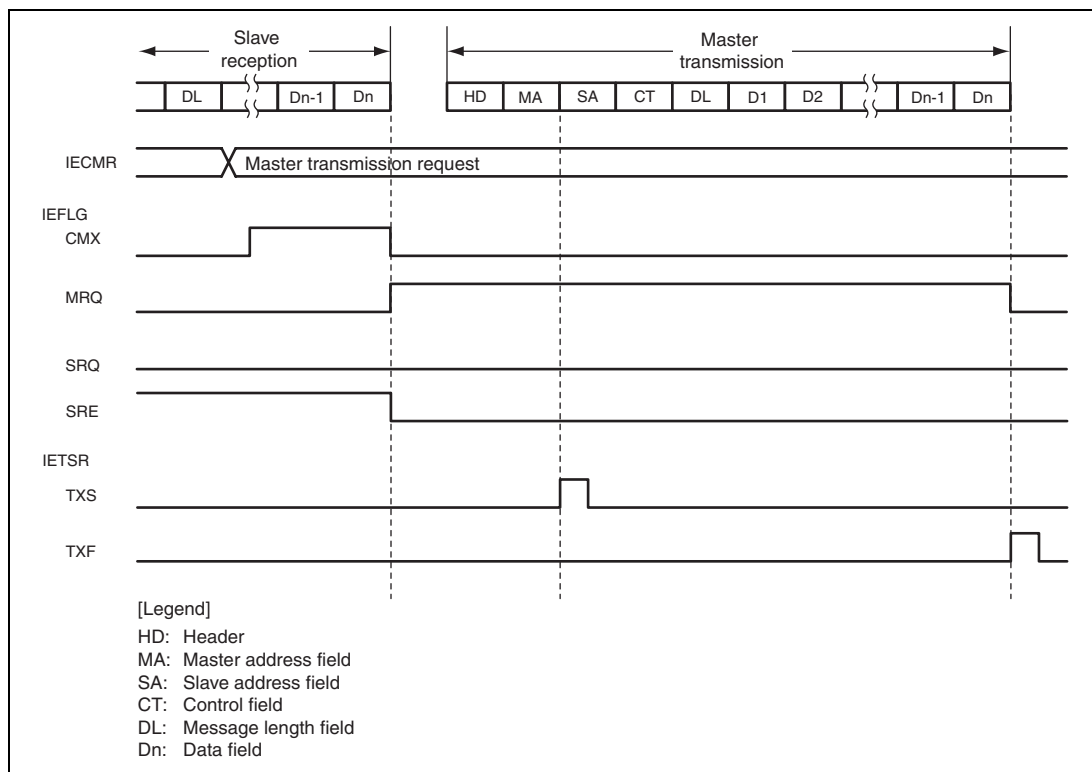 Slave
reception
Master
transmission
DL Dn-1 Dn HD MA SA CT DL D1 D2 Dn-1 Dn
IECMR Master transmission request
IEFLG
CMX
MRQ
SRQ
SRE
IETSR
TXS
TXF
[Legend]
HD: Header
MA: Master address field
SA: Slave address field
CT: Control field
DL: Message length field
Dn: Data field